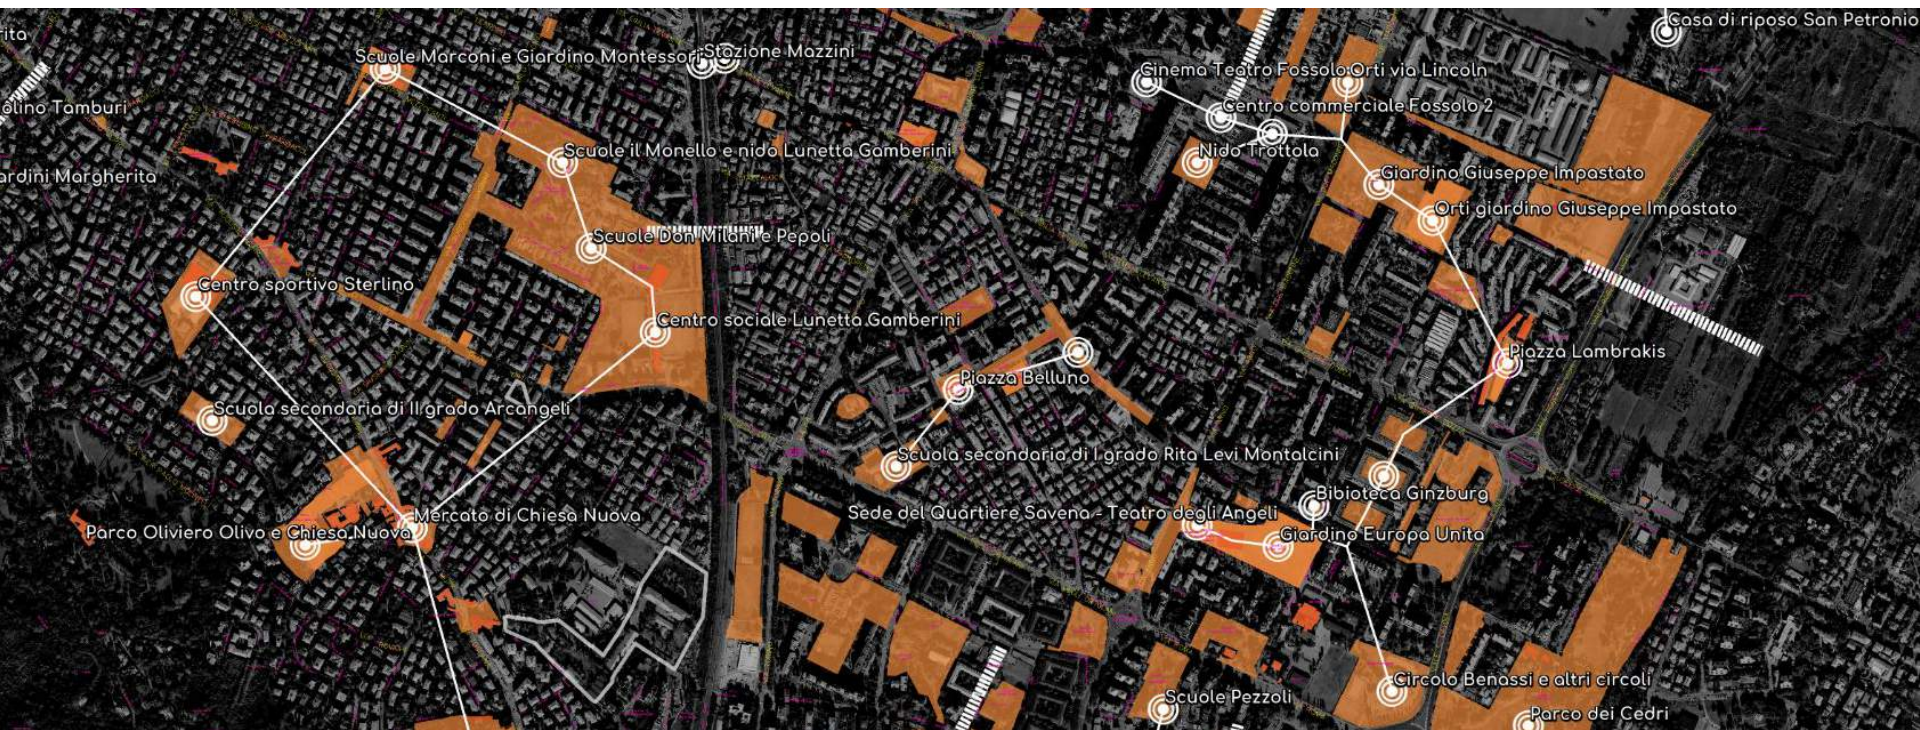 Casa di riposo San Petronio
rita
Scuole Marconi e Giardino Montessori
Stazione Mazzini
Cinema Teatro Fossolo
Orti via Lincoln
olino Tamburi
Centro commerciale Fossolo 2
Scuole il Monello e nido Lunetta Gamberini
Nido Trottola
ardini Margherita
Giardino Giuseppe Impastato
Orti giardino Giuseppe Impastato
Scuole Don Milani e Pepoli
Centro sportivo Sterlino
Centro sociale Lunetta Gamberini
Piazza Lambrakis
Piazza Belluno
Scuola secondaria di II grado Arcangeli
Scuola secondaria di I grado Rita Levi Montalcini
Bibioteca Ginzburg
Sede del Quartiere Savena - Teatro degli Angeli
Mercato di Chiesa Nuova
Parco Oliviero Olivo e Chiesa Nuova
Giardino Europa Unita
Circolo Benassi e altri circoli
Scuole Pezzoli
Parco dei Cedri